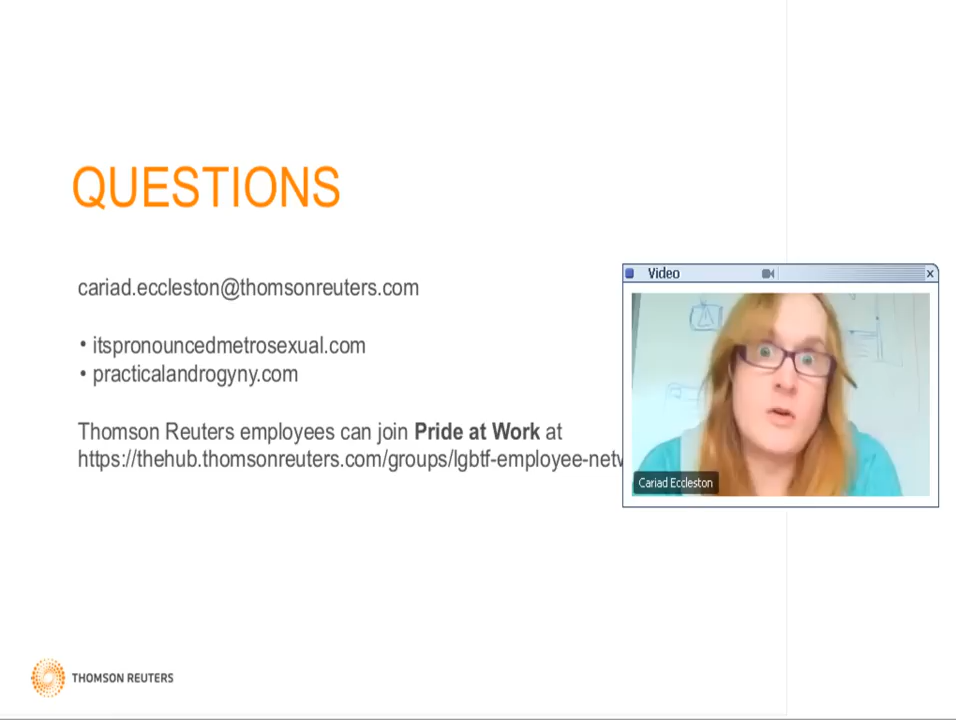 QUESTIONS
cariad.eccleston@thomsonreuters.com
• itspronouncedmetrosexual.com
• practicalandrogyny.com
Thomson Reuters employees can join Pride at Work at
https://thehub.thomsonreuters.com/groups/lgbtf-employee-netw
Video
Cariad Eccleston
THOMSON REUTERS